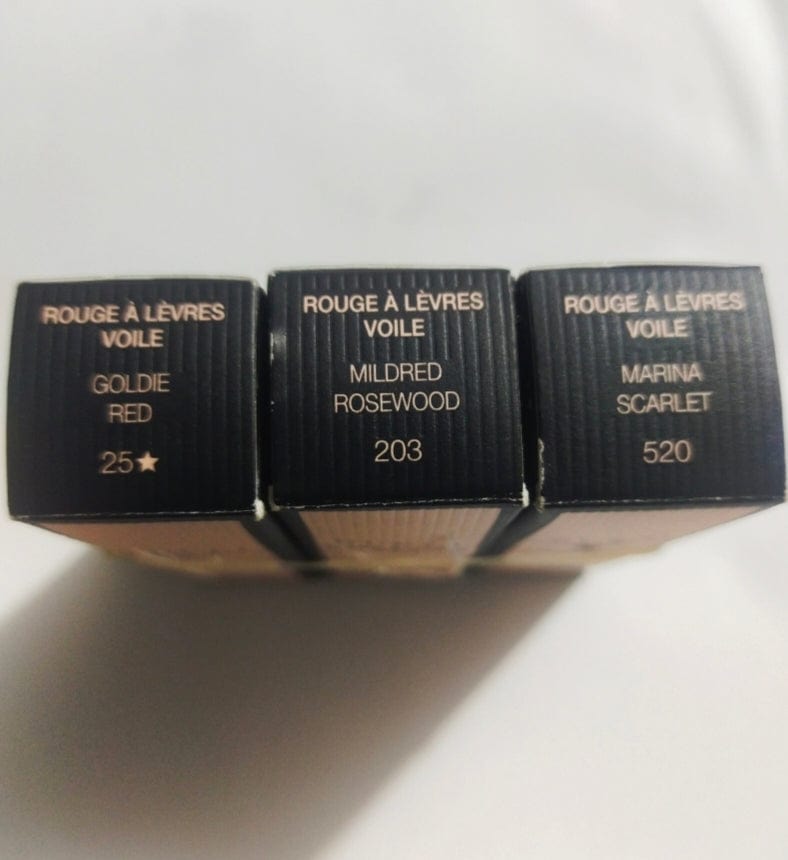 ROUGE À LÈVRES
VOILE
GOLDIE
RED
25★
ROUGE À LÈVRES
VOILE
MILDRED
ROSEWOOD
203
ROUGE À LÈVRES
VOILE
MARINA
SCARLET
520